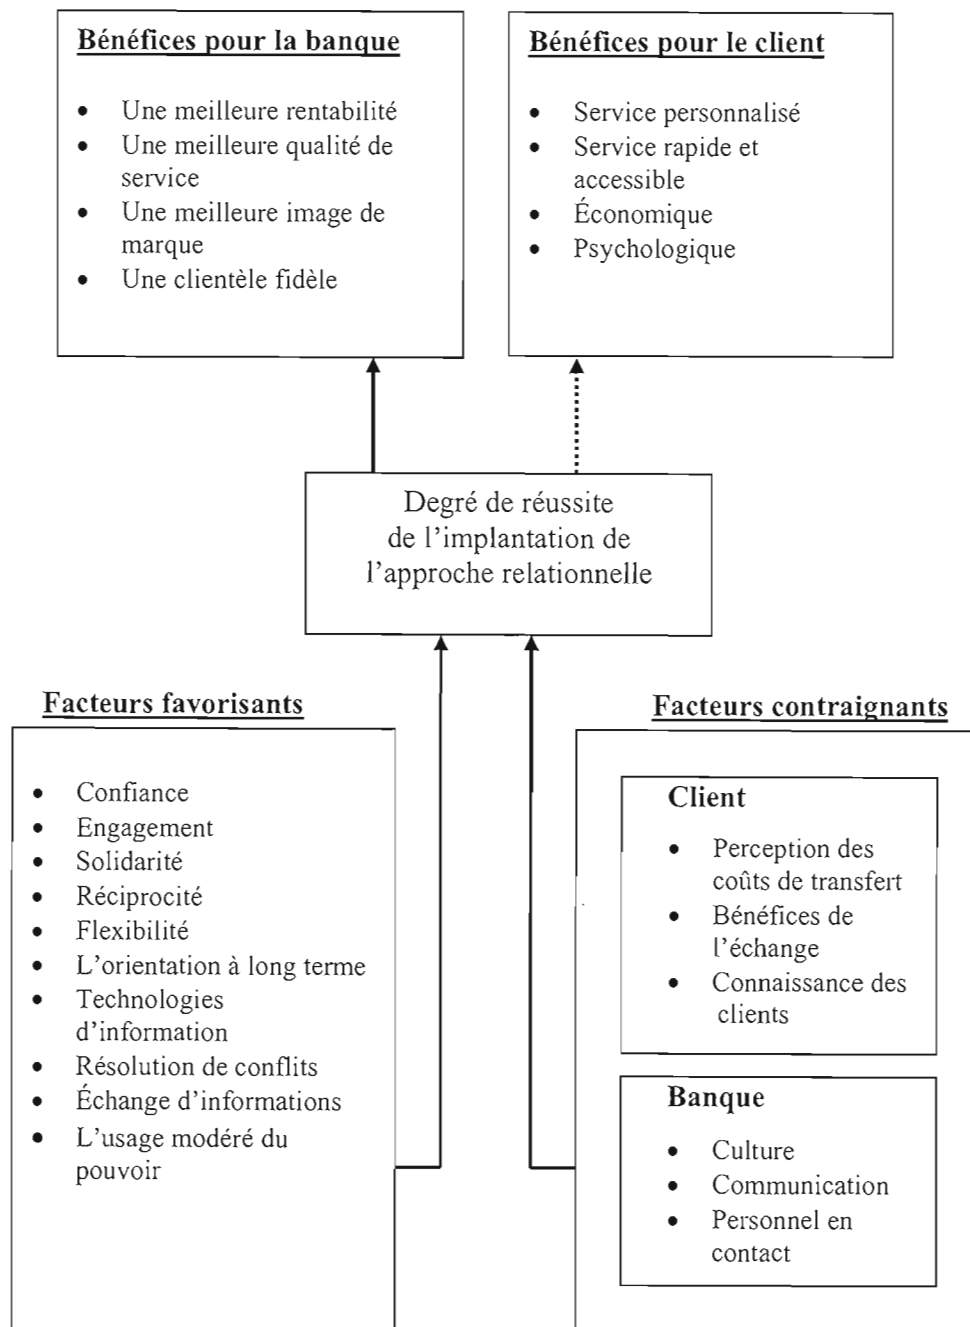 Bénéfices pour la banque
• Une meilleure rentabilité
• Une meilleure qualité de
service
• Une meilleure image de
marque
• Une clientèle fidèle
Bénéfices pour le client
• Service personnalisé
• Service rapide et
accessible
• Économique
• Psychologique
Degré de réussite
de l’implantation de
l’approche relationnelle
Facteurs favorisants
• Confiance
• Engagement
• Solidarité
• Réciprocité
• Flexibilité
• L’orientation à long terme
• Technologies
d’information
• Résolution de conflits
• Échange d’informations
• L’usage modéré du
pouvoir
Facteurs contraignants
Client
• Perception des
coûts de transfert
• Bénéfices de
l’échange
• Connaissance des
clients
Banque
• Culture
• Communication
• Personnel en
contact